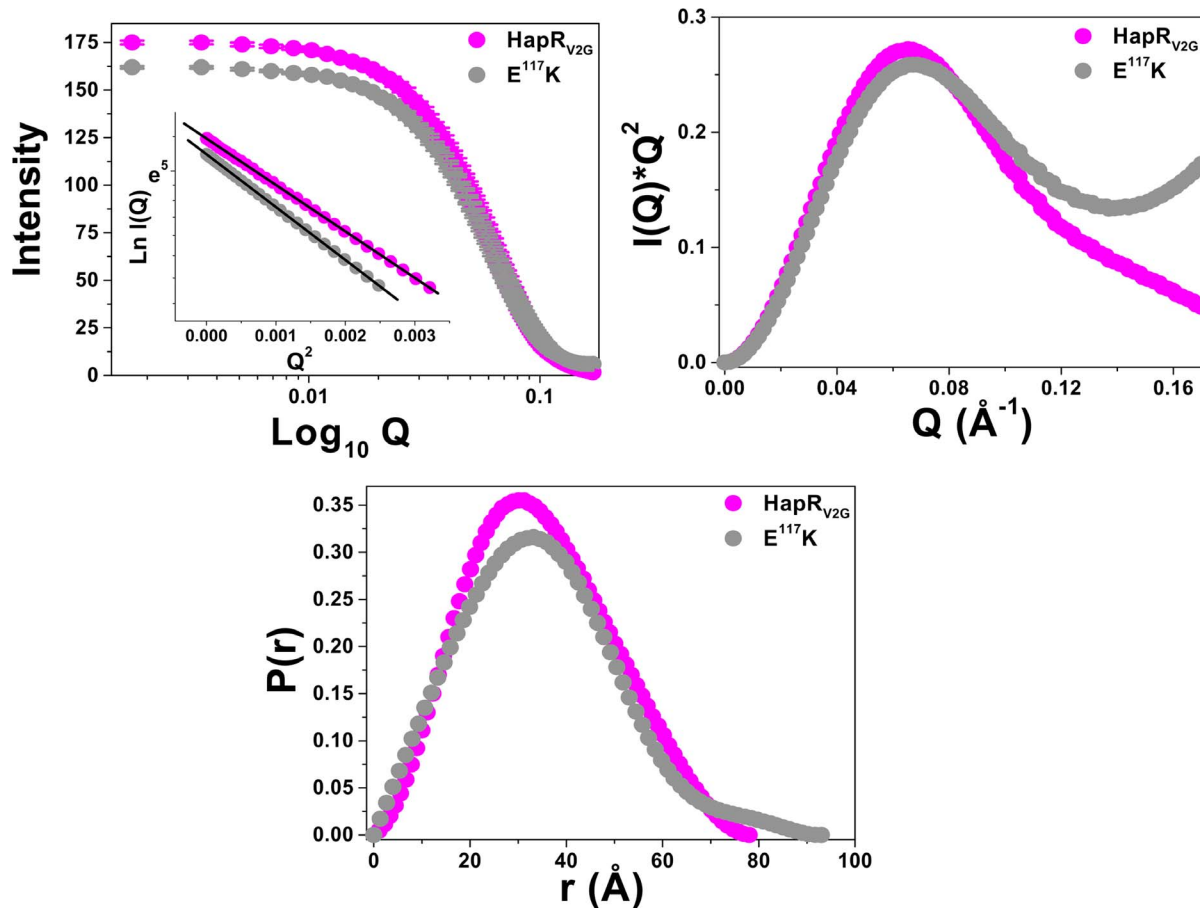 Intensity
175
150
125
100
75
50
25
0
0.01
0.1
Log₁₀ Q
HapR_V2G
E¹¹⁷K
Ln I(Q)
e⁵
0.000
0.001
0.002
0.003
Q²
I(Q)*Q²
0.3
0.2
0.1
0.0
0.00
0.04
0.08
0.12
0.16
Q (Å⁻¹)
HapR_V2G
E¹¹⁷K
P(r)
0.35
0.30
0.25
0.20
0.15
0.10
0.05
0.00
0
20
40
60
80
100
r (Å)
HapR_V2G
E¹¹⁷K